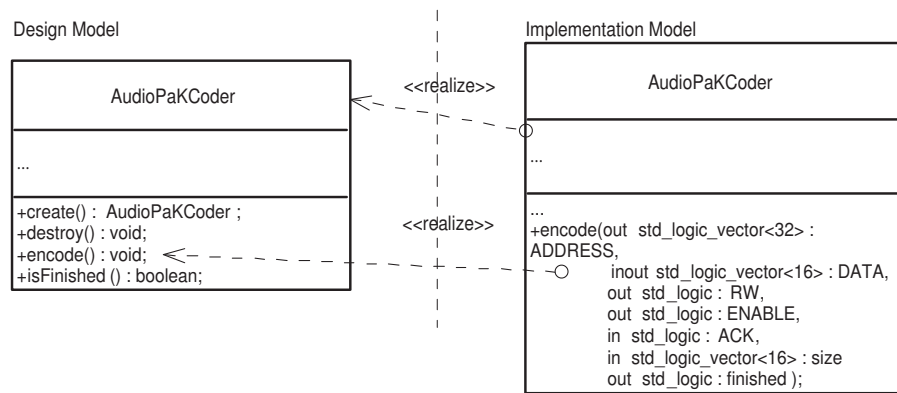 Design Model
AudioPaKCoder
...
+create() : AudioPaKCoder ;
+destroy() : void;
+encode() : void;
+isFinished () : boolean;
<<realize>>
<<realize>>
Implementation Model
AudioPaKCoder
...
...
+encode(out std_logic_vector<32> :
ADDRESS,
inout std_logic_vector<16> : DATA,
out std_logic : RW,
out std_logic : ENABLE,
in std_logic : ACK,
in std_logic_vector<16> : size
out std_logic : finished );